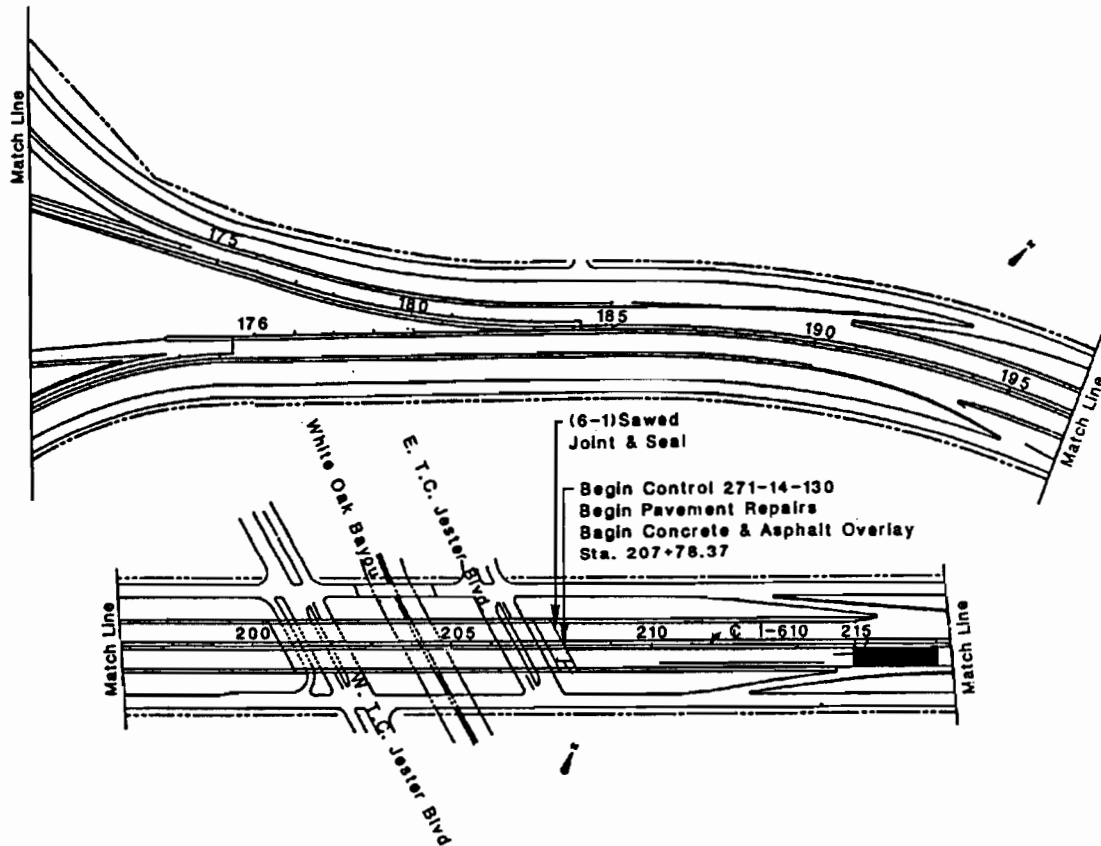 Match Line
175
180
176
185
190
195
Match Line
(6-1)Sawed
Joint & Seal
Begin Control 271-14-130
Begin Pavement Repairs
Bagin Concrete & Asphalt Overlay
Sta. 207+78.37
White Oak Bayou
E. T.C. Jester Blvd
Match Line
200
205
210
℄ I-610
215
Match Line
W. T.C. Jester Blvd